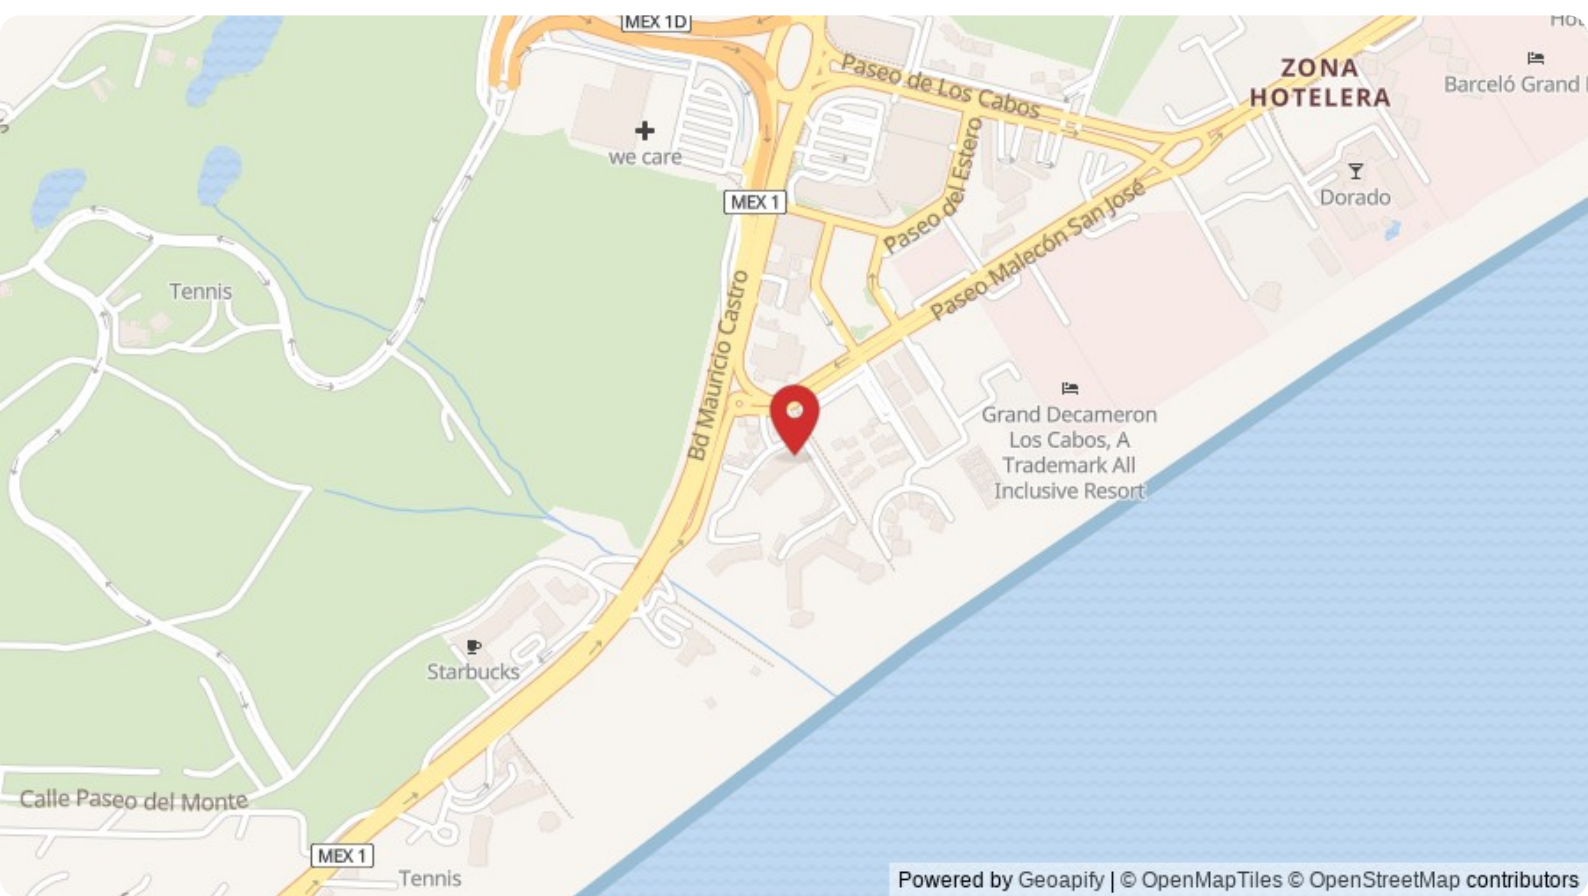 MEX 1D
Hot
ZONA
HOTELERA
Paseo de Los Cabos
Barceló Grand
we care
Dorado
MEX 1
Paseo del Estero
Paseo Malecón San José
Tennis
Bd Mauricio Castro
Grand Decameron
Los Cabos, A
Trademark All
Inclusive Resort
Starbucks
Calle Paseo del Monte
MEX 1
Tennis
Powered by Geoapify | © OpenMapTiles © OpenStreetMap contributors